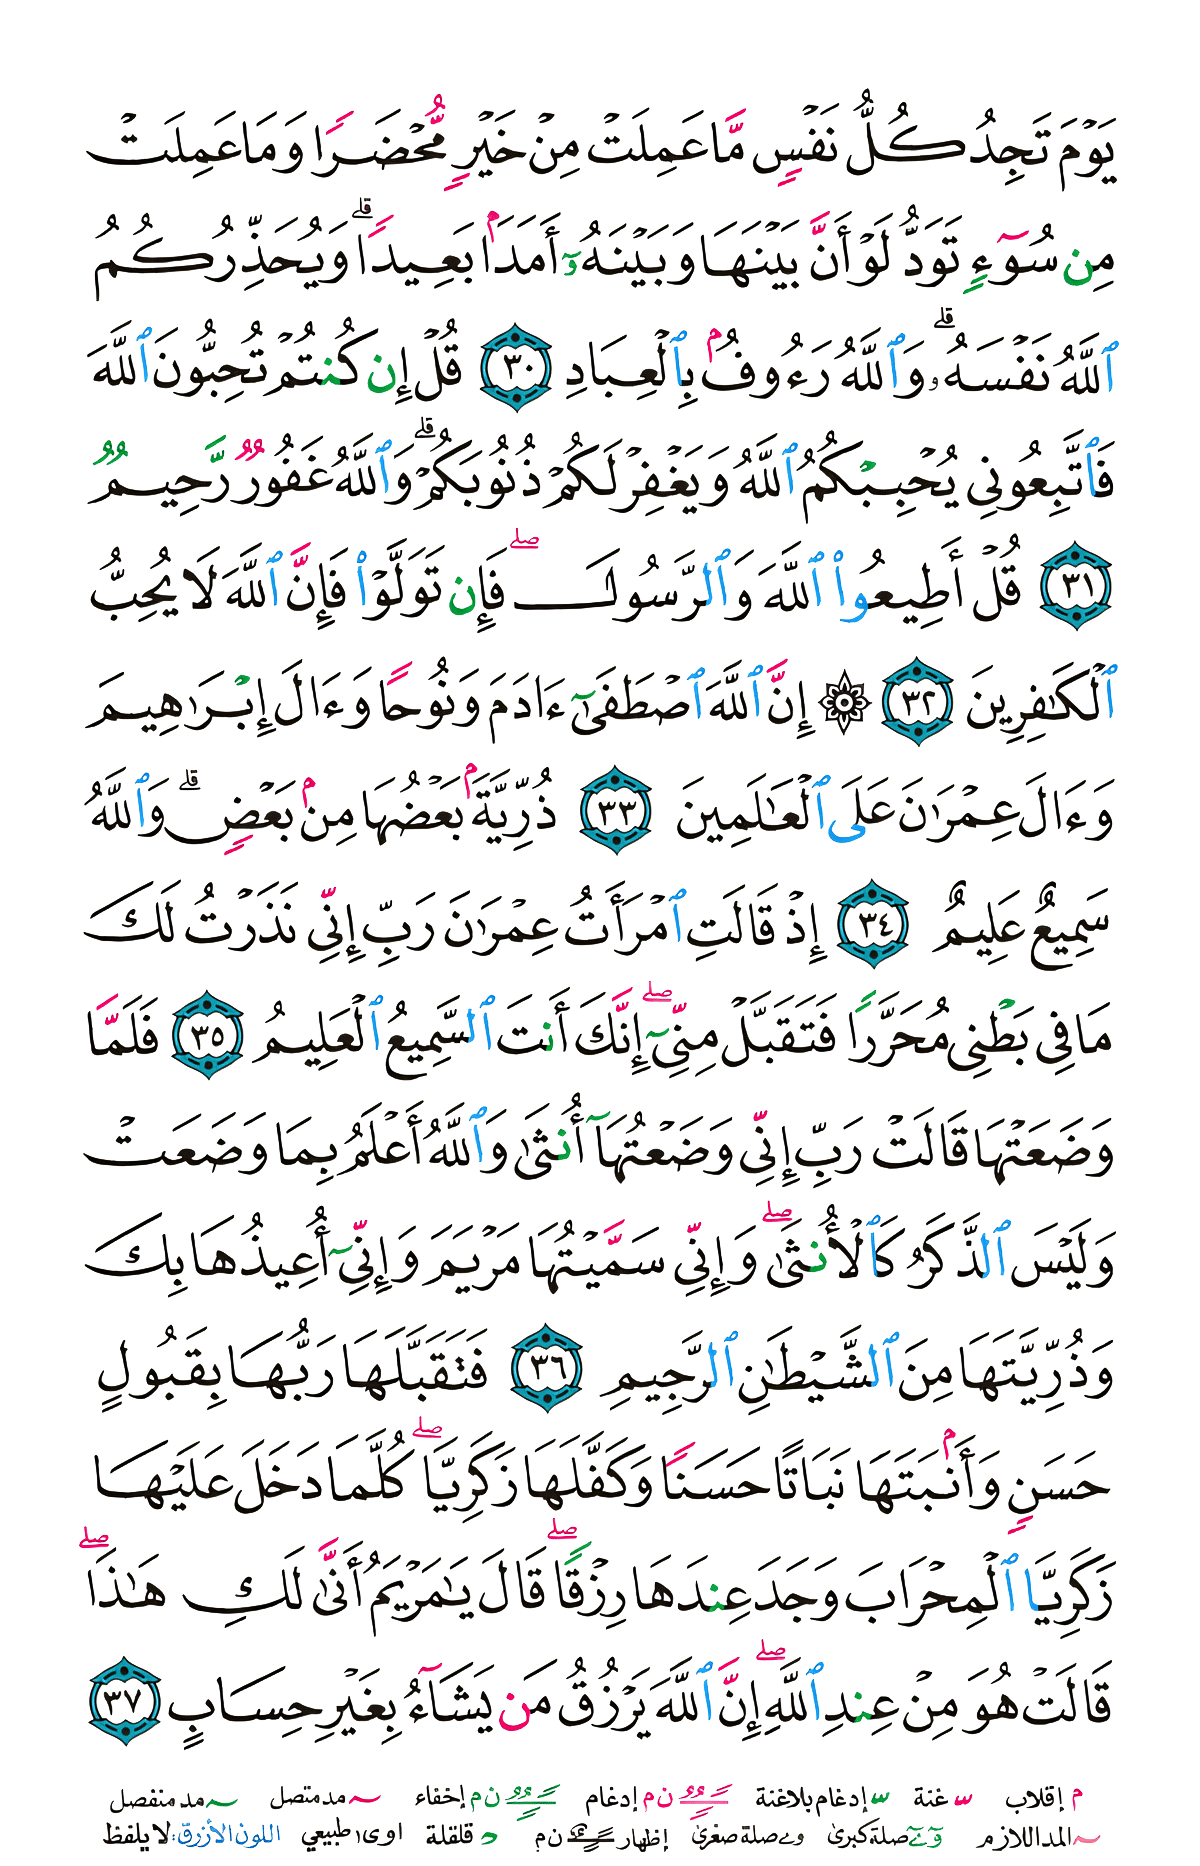 يَوْمَ تَجِدُ كُلُّ نَفْسٍ مَّا عَمِلَتْ مِنْ خَيْرٍ مُّحْضَرًا وَمَا عَمِلَتْ
مِن سُوٓءٍ تَوَدُّ لَوْ أَنَّ بَيْنَهَا وَبَيْنَهُۥٓ أَمَدَۢا بَعِيدًا ۗ وَيُحَذِّرُكُمُ
ٱللَّهُ نَفْسَهُۥ ۗ وَٱللَّهُ رَءُوفُۢ بِٱلْعِبَادِ ٣٠ قُلْ إِن كُنتُمْ تُحِبُّونَ ٱللَّهَ
فَٱتَّبِعُونِي يُحْبِبْكُمُ ٱللَّهُ وَيَغْفِرْ لَكُمْ ذُنُوبَكُمْ ۗ وَٱللَّهُ غَفُورٌ رَّحِيمٌ
٣١ قُلْ أَطِيعُوا۟ ٱللَّهَ وَٱلرَّسُولَ ۖ فَإِن تَوَلَّوْا۟ فَإِنَّ ٱللَّهَ لَا يُحِبُّ
ٱلْكَـٰفِرِينَ ٣٢ ۞ إِنَّ ٱللَّهَ ٱصْطَفَىٰٓ ءَادَمَ وَنُوحًا وَءَالَ إِبْرَٰهِيمَ
وَءَالَ عِمْرَٰنَ عَلَى ٱلْعَـٰلَمِينَ ٣٣ ذُرِّيَّةًۢ بَعْضُهَا مِنۢ بَعْضٍ ۗ وَٱللَّهُ
سَمِيعٌ عَلِيمٌ ٣٤ إِذْ قَالَتِ ٱمْرَأَتُ عِمْرَٰنَ رَبِّ إِنِّي نَذَرْتُ لَكَ
مَا فِي بَطْنِي مُحَرَّرًا فَتَقَبَّلْ مِنِّيٓ ۖ إِنَّكَ أَنتَ ٱلسَّمِيعُ ٱلْعَلِيمُ ٣٥ فَلَمَّا
وَضَعَتْهَا قَالَتْ رَبِّ إِنِّي وَضَعْتُهَآ أُنثَىٰ وَٱللَّهُ أَعْلَمُ بِمَا وَضَعَتْ
وَلَيْسَ ٱلذَّكَرُ كَٱلْأُنثَىٰ ۖ وَإِنِّي سَمَّيْتُهَا مَرْيَمَ وَإِنِّيٓ أُعِيذُهَا بِكَ
وَذُرِّيَّتَهَا مِنَ ٱلشَّيْطَـٰنِ ٱلرَّجِيمِ ٣٦ فَتَقَبَّلَهَا رَبُّهَا بِقَبُولٍ
حَسَنٍ وَأَنۢبَتَهَا نَبَاتًا حَسَنًا وَكَفَّلَهَا زَكَرِيَّا ۖ كُلَّمَا دَخَلَ عَلَيْهَا
زَكَرِيَّا ٱلْمِحْرَابَ وَجَدَ عِندَهَا رِزْقًا ۖ قَالَ يَـٰمَرْيَمُ أَنَّىٰ لَكِ هَـٰذَا ۖ
قَالَتْ هُوَ مِنْ عِندِ ٱللَّهِ ۖ إِنَّ ٱللَّهَ يَرْزُقُ مَن يَشَآءُ بِغَيْرِ حِسَابٍ ٣٧
م إقلاب غنة إدغام بلاغنة ن م إدغام ن م إخفاء مد متصل مد منفصل
المد اللازم صلة كبرى و ے صلة صغرى إظهار ن م قلقلة ا و ى طبيعي اللون الأزرق: لا يلفظ